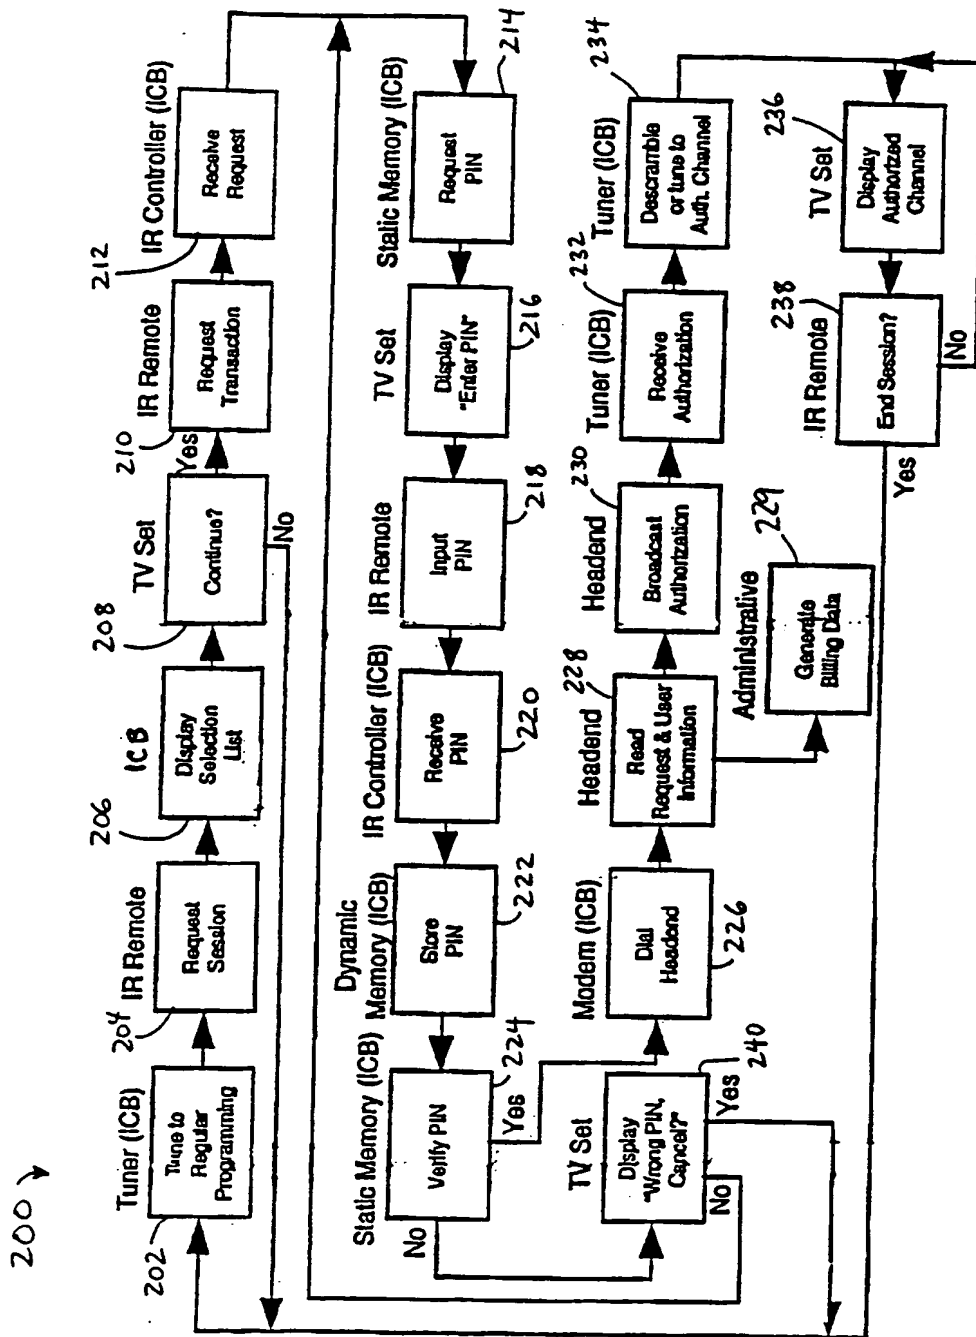 200
Tuner (ICB)
Tune to
Regular
Programming
202
IR Remote
Request
Session
204
ICB
Display
Selection
List
206
TV Set
Continue?
208
Yes
No
IR Remote
Request
Transaction
210
IR Controller (ICB)
Receive
Request
212
Static Memory (ICB)
Request
PIN
214
TV Set
Display
"Enter PIN"
216
IR Remote
Input
PIN
218
IR Controller (ICB)
Receive
PIN
220
Dynamic
Memory (ICB)
Store
PIN
222
Static Memory (ICB)
Verify PIN
224
No
Yes
TV Set
Display
"Wrong PIN,
Cancel?"
240
No
Yes
Modem (ICB)
Dial
Headend
226
Headend
Read
Request & User
Information
228
Administrative
Generate
Billing Data
229
Headend
Broadcast
Authorization
230
Tuner (ICB)
Receive
Authorization
232
Tuner (ICB)
Descramble
or tune to
Auth. Channel
234
TV Set
Display
Authorized
Channel
236
IR Remote
End Session?
238
No
Yes